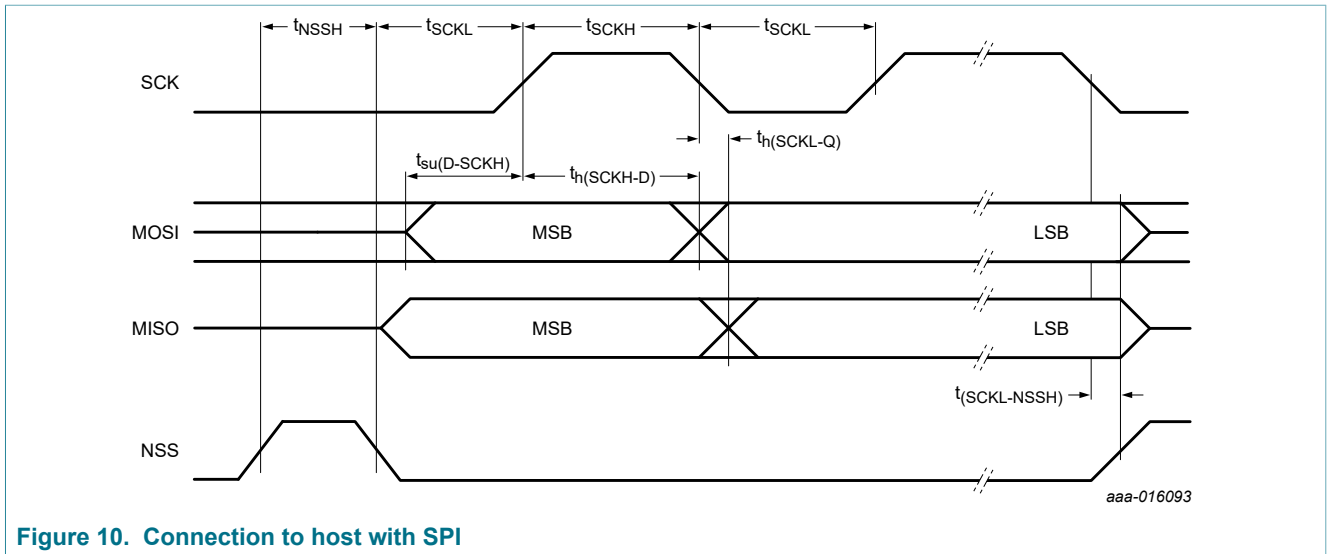 tNSSH tSCKL tSCKH tSCKL
SCK
th(SCKL-Q)
tsu(D-SCKH)
th(SCKH-D)
MOSI MSB LSB
MISO MSB LSB
t(SCKL-NSSH)
NSS
aaa-016093
Figure 10. Connection to host with SPI